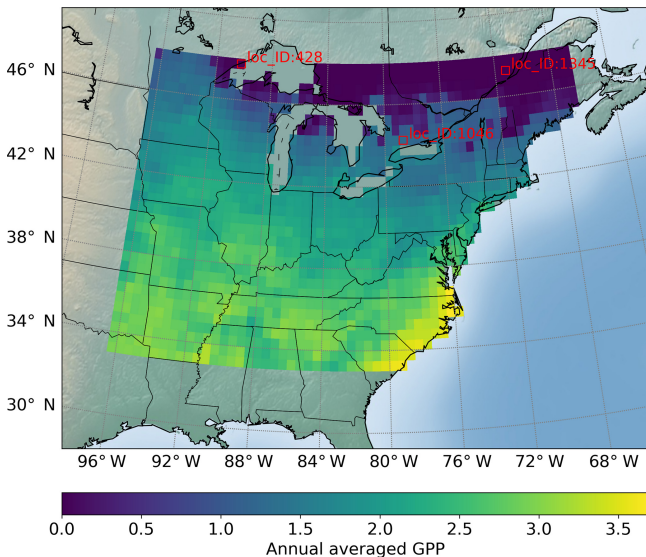 loc_ID:428
loc_ID:1345
loc_ID:1046
46° N
42° N
38° N
34° N
30° N
96° W 92° W 88° W 84° W 80° W 76° W 72° W 68° W
0.0 0.5 1.0 1.5 2.0 2.5 3.0 3.5
Annual averaged GPP